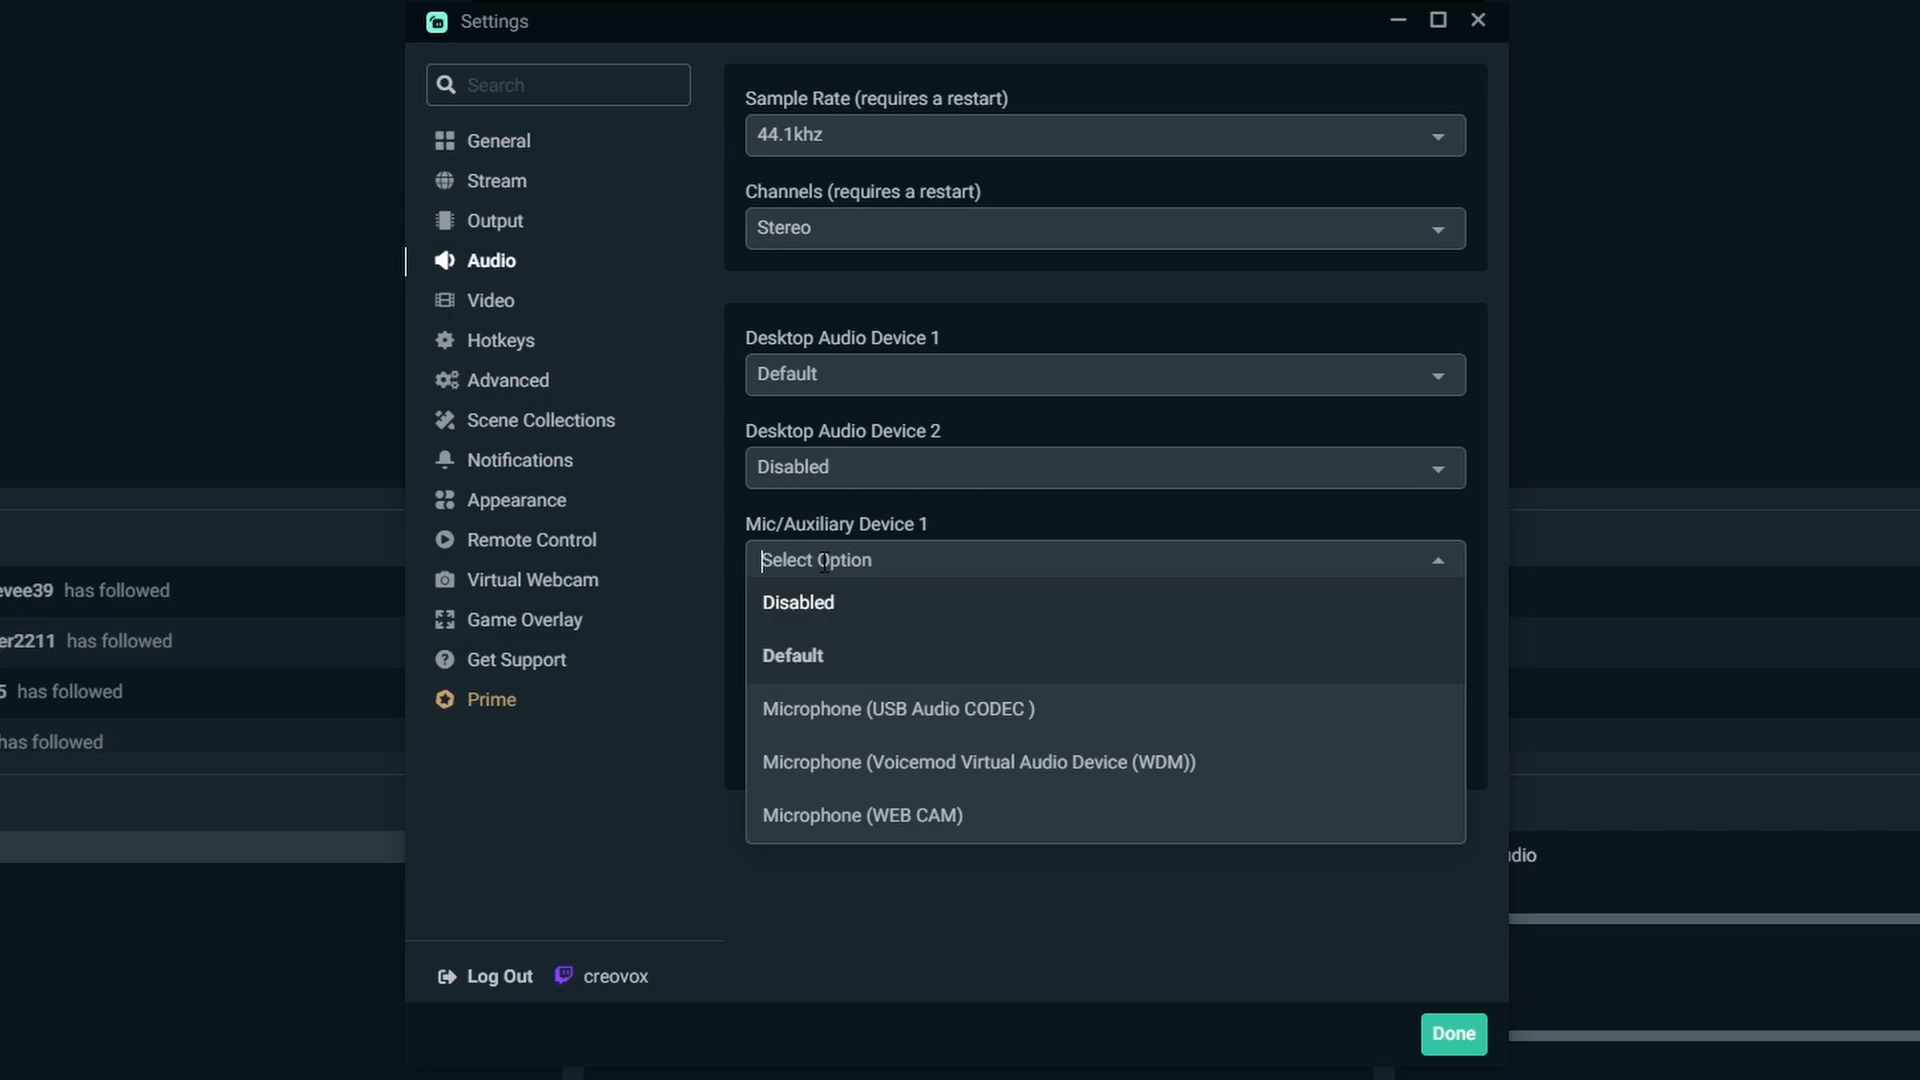 Settings
Search
General
Stream
Output
Audio
Video
Hotkeys
Advanced
Scene Collections
Notifications
Appearance
Remote Control
Virtual Webcam
Game Overlay
Get Support
Prime
Log Out creovox
Sample Rate (requires a restart)
44.1khz
Channels (requires a restart)
Stereo
Desktop Audio Device 1
Default
Desktop Audio Device 2
Disabled
Mic/Auxiliary Device 1
Select Option
Disabled
Default
Microphone (USB Audio CODEC )
Microphone (Voicemod Virtual Audio Device (WDM))
Microphone (WEB CAM)
Done
evee39 has followed
er2211 has followed
5 has followed
has followed
dio